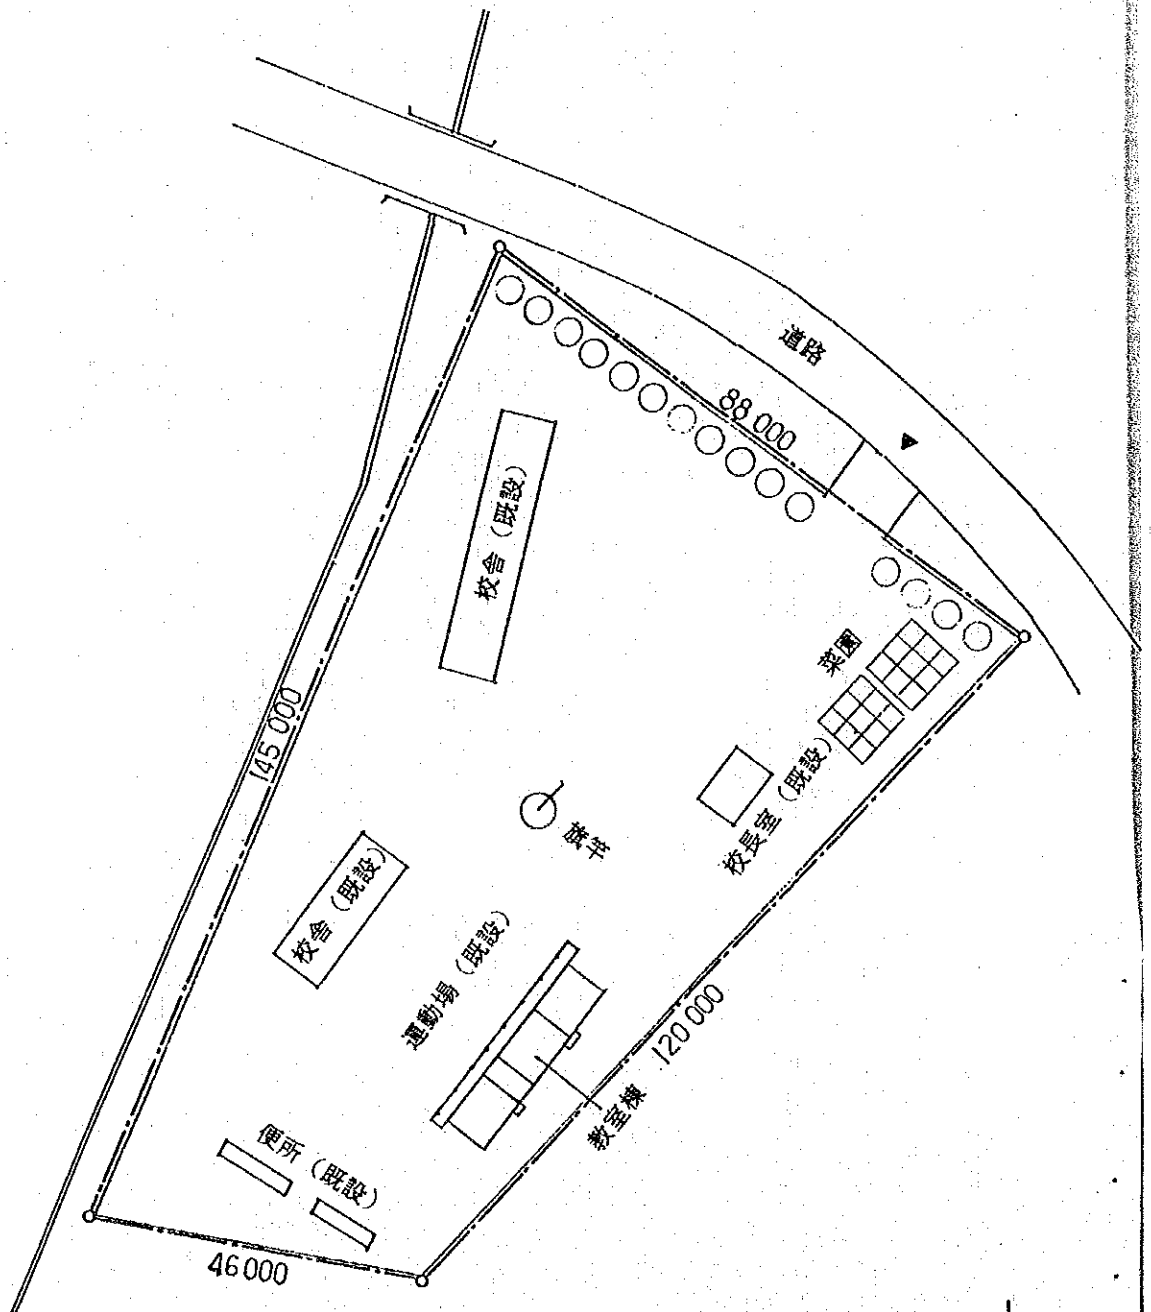 道路
88 000
校舎 (既設)
菜園
145 000
校長室 (既設)
旗竿
校舎 (既設)
運動場 (既設)
120 000
教室棟
便所 (既設)
46 000